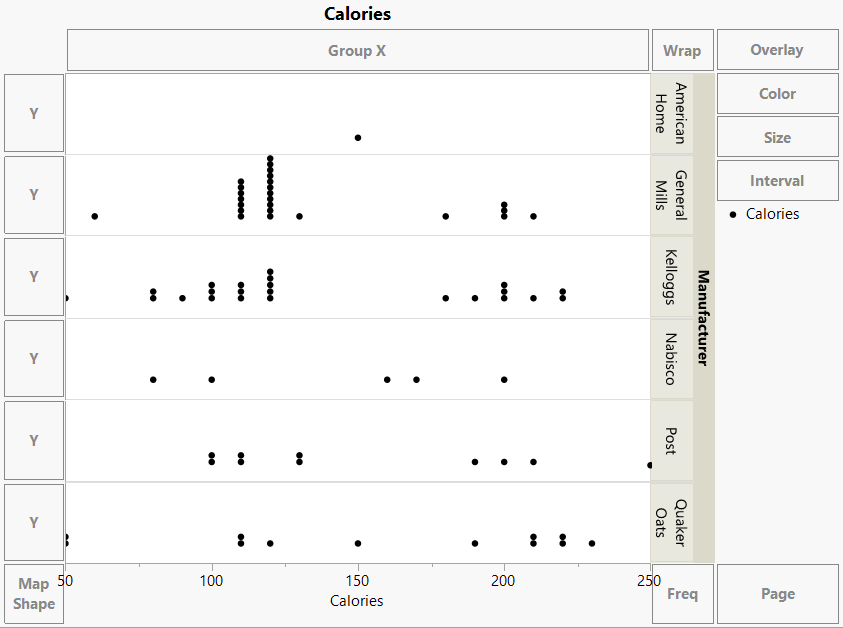 Calories
Group X
Wrap
Overlay
Y
American
Home
Color
Size
Y
General
Mills
Interval
Calories
Y
Kelloggs
Manufacturer
Y
Nabisco
Y
Post
Y
Quaker
Oats
Map
Shape
50
100
150
200
250
Calories
Freq
Page